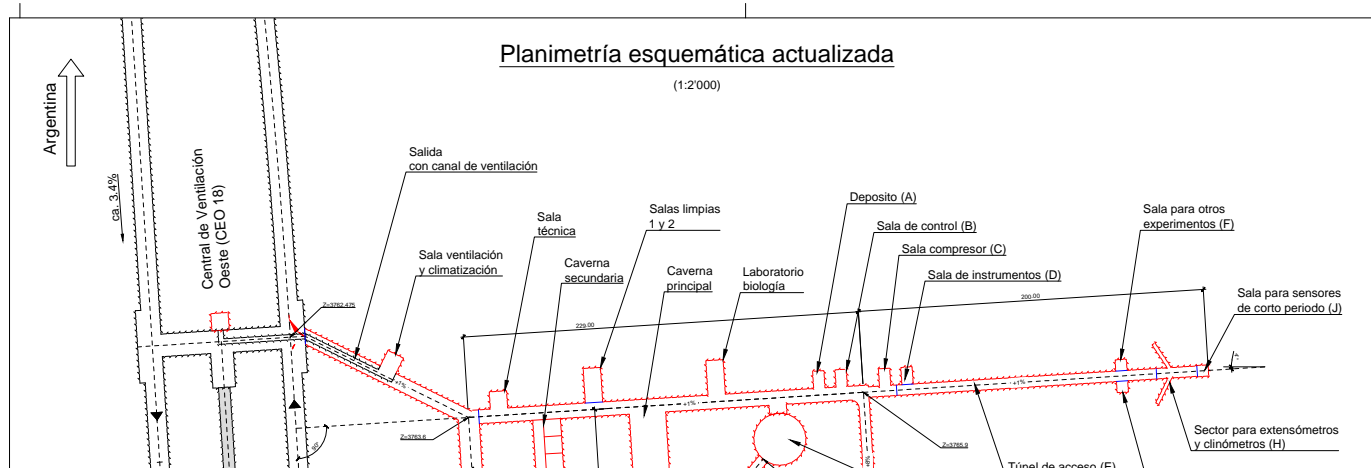 Planimetría esquemática actualizada
(1:2'000)
Argentina
ca. 3.4%
Central de Ventilación
Oeste (CEO 18)
Salida
con canal de ventilación
Sala ventilación
y climatización
Sala
técnica
Caverna
secundaria
Salas limpias
1 y 2
Caverna
principal
Laboratorio
biología
Deposito (A)
Sala de control (B)
Sala compresor (C)
Sala de instrumentos (D)
Sala para otros
experimentos (F)
Sala para sensores
de corto periodo (J)
Z=3762.475
229.00
200.00
+1%
+1%
+1%
Z=3763.6
Z=3765.9
90°
Sector para extensómetros
y clinómetros (H)
Túnel de acceso (E)